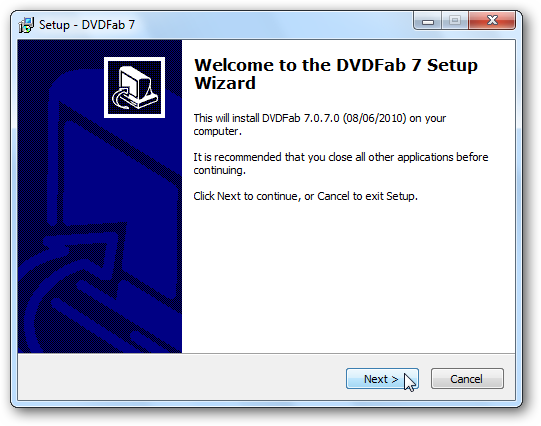 Setup - DVDFab 7
Welcome to the DVDFab 7 Setup
Wizard
This will install DVDFab 7.0.7.0 (08/06/2010) on your
computer.
It is recommended that you close all other applications before
continuing.
Click Next to continue, or Cancel to exit Setup.
Next >
Cancel